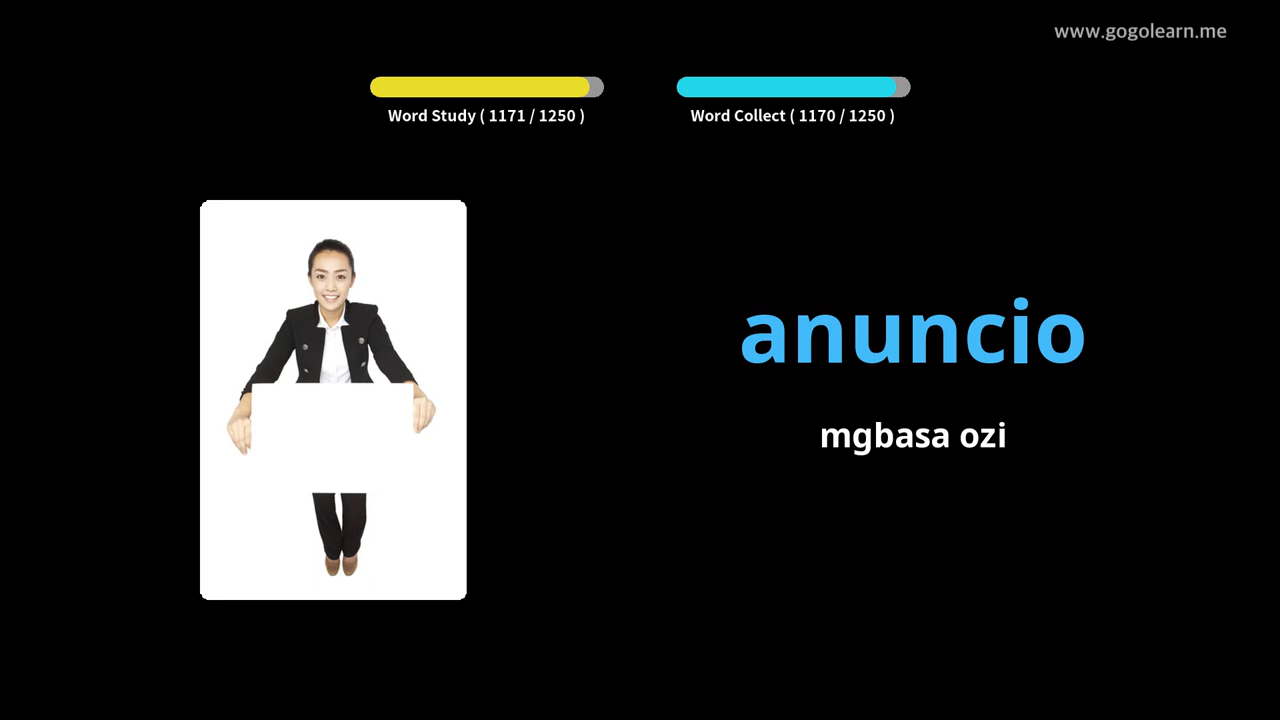 www.gogolearn.me
Word Study ( 1171 / 1250 )
Word Collect ( 1170 / 1250 )
anuncio
mgbasa ozi